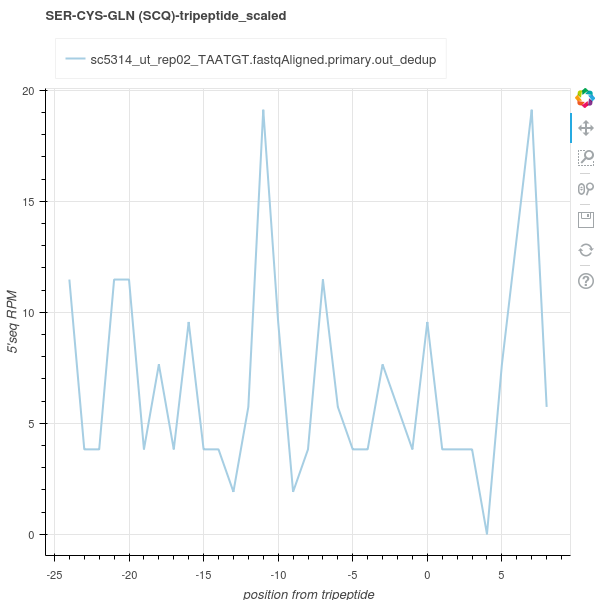 SER-CYS-GLN (SCQ)-tripeptide_scaled
sc5314_ut_rep02_TAATGT.fastqAligned.primary.out_dedup
20
15
10
5
0
5'seq RPM
-25 -20 -15 -10 -5 0 5
position from tripeptide